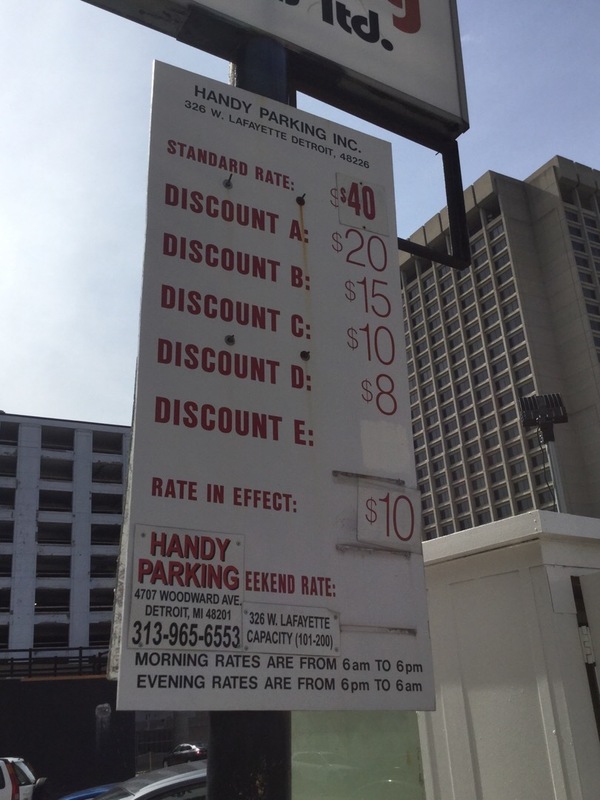 ltd.
HANDY PARKING INC.
326 W. LAFAYETTE DETROIT, 48226
STANDARD RATE: $40
DISCOUNT A: $20
DISCOUNT B: $15
DISCOUNT C: $10
DISCOUNT D: $8
DISCOUNT E:
RATE IN EFFECT: $10
HANDY
PARKING
EEKEND RATE:
4707 WOODWARD AVE.
DETROIT, MI 48201
313-965-6553
326 W. LAFAYETTE
CAPACITY (101-200)
MORNING RATES ARE FROM 6am TO 6pm
EVENING RATES ARE FROM 6pm TO 6am